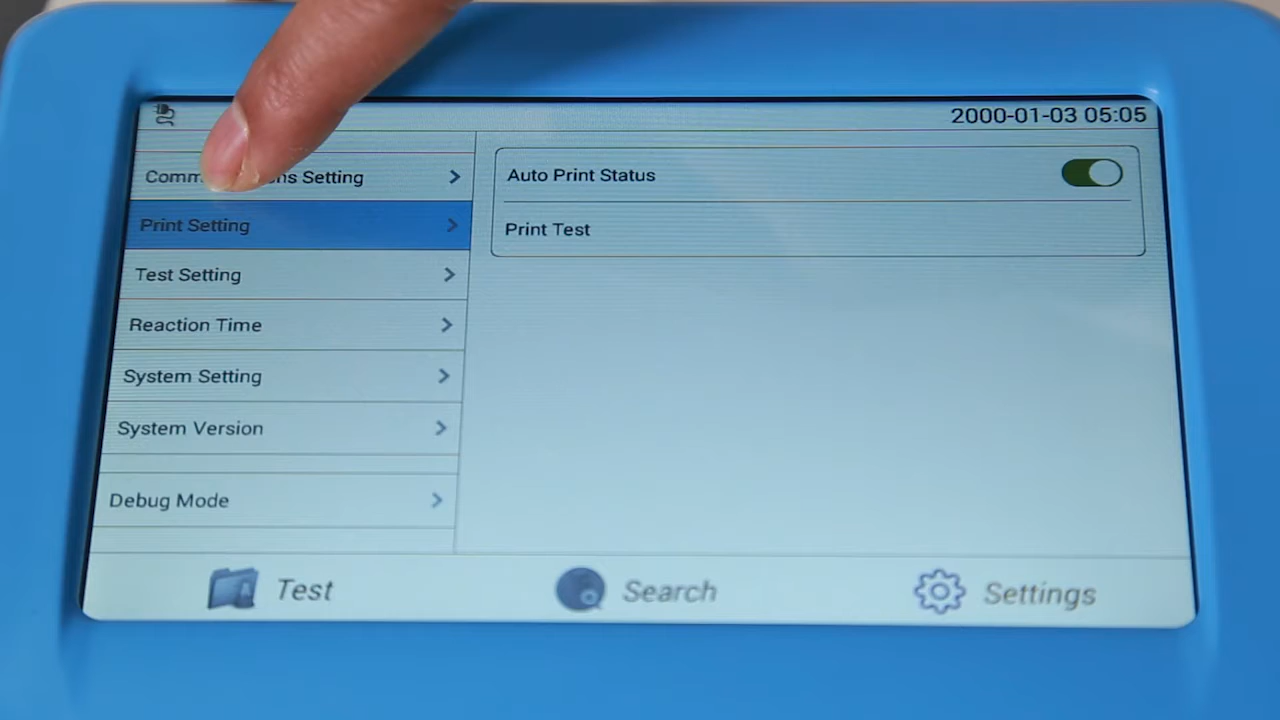 2000-01-03 05:05
Comm ns Setting
Print Setting
Test Setting
Reaction Time
System Setting
System Version
Debug Mode
Auto Print Status
Print Test
Test
Search
Settings